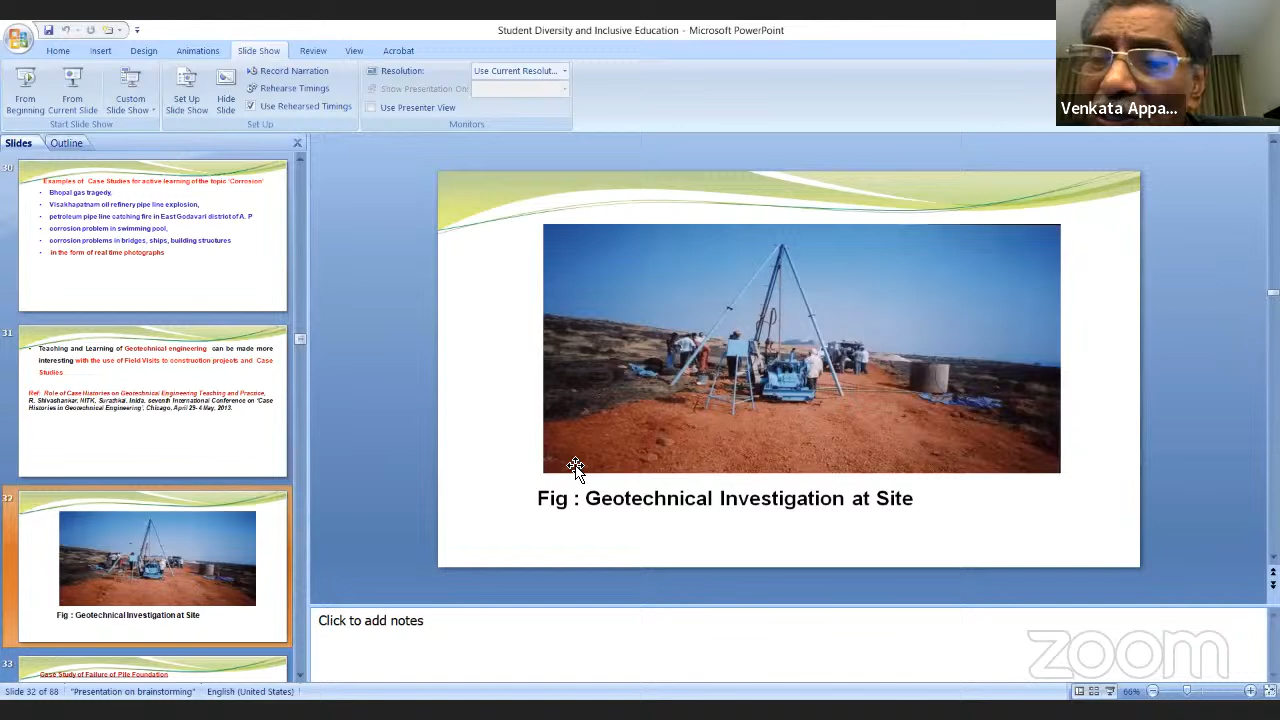 Student Diversity and Inclusive Education - Microsoft PowerPoint
Home Insert Design Animations Slide Show Review View Acrobat
From Beginning
From Current Slide
Custom Slide Show
Start Slide Show
Set Up Slide Show
Hide Slide
Record Narration
Rehearse Timings
Use Rehearsed Timings
Set Up
Resolution: Use Current Resolut...
Show Presentation On:
Use Presenter View
Monitors
Venkata Appa...
Slides Outline
30
Examples of Case Studies for active learning of the topic 'Corrosion'
• Bhopal gas tragedy,
• Visakhapatnam oil refinery pipe line explosion,
• petroleum pipe line catching fire in East Godavari district of A. P
• corrosion problem in swimming pool,
• corrosion problems in bridges, ships, building structures
• in the form of real time photographs
31
• Teaching and Learning of Geotechnical engineering can be made more
interesting with the use of Field Visits to construction projects and Case
Studies
Ref: Role of Case Histories on Geotechnical Engineering Teaching and Practice,
R. Shivashankar, NITK, Surathkal, Inida, seventh International Conference on 'Case
Histories in Geotechnical Engineering', Chicago, April 29- 4 May, 2013.
32
Fig : Geotechnical Investigation at Site
33
Case Study of Failure of Pile Foundation
Fig : Geotechnical Investigation at Site
Click to add notes
zoom
Slide 32 of 88 "Presentation on brainstorming" English (United States) 66%